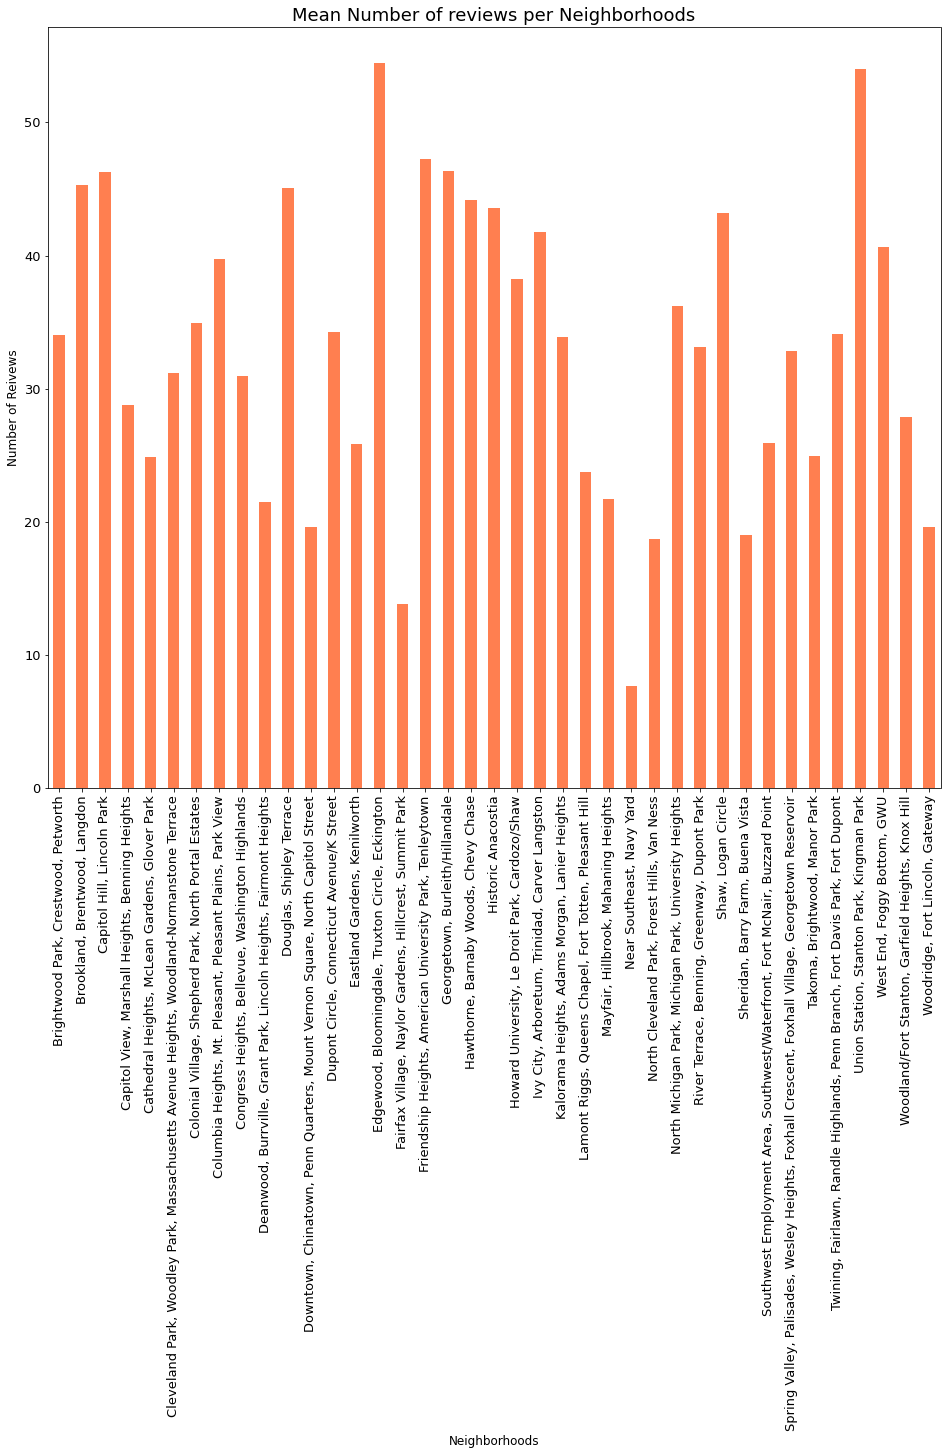 Mean Number of reviews per Neighborhoods
Number of Reivews
50
40
30
20
10
0
Brightwood Park, Crestwood, Petworth
Brookland, Brentwood, Langdon
Capitol Hill, Lincoln Park
Capitol View, Marshall Heights, Benning Heights
Cathedral Heights, McLean Gardens, Glover Park
Cleveland Park, Woodley Park, Massachusetts Avenue Heights, Woodland-Normanstone Terrace
Colonial Village, Shepherd Park, North Portal Estates
Columbia Heights, Mt. Pleasant, Pleasant Plains, Park View
Congress Heights, Bellevue, Washington Highlands
Deanwood, Burrville, Grant Park, Lincoln Heights, Fairmont Heights
Douglas, Shipley Terrace
Downtown, Chinatown, Penn Quarters, Mount Vernon Square, North Capitol Street
Dupont Circle, Connecticut Avenue/K Street
Eastland Gardens, Kenilworth
Edgewood, Bloomingdale, Truxton Circle, Eckington
Fairfax Village, Naylor Gardens, Hillcrest, Summit Park
Friendship Heights, American University Park, Tenleytown
Georgetown, Burleith/Hillandale
Hawthorne, Barnaby Woods, Chevy Chase
Historic Anacostia
Howard University, Le Droit Park, Cardozo/Shaw
Ivy City, Arboretum, Trinidad, Carver Langston
Kalorama Heights, Adams Morgan, Lanier Heights
Lamont Riggs, Queens Chapel, Fort Totten, Pleasant Hill
Mayfair, Hillbrook, Mahaning Heights
Near Southeast, Navy Yard
North Cleveland Park, Forest Hills, Van Ness
North Michigan Park, Michigan Park, University Heights
River Terrace, Benning, Greenway, Dupont Park
Shaw, Logan Circle
Sheridan, Barry Farm, Buena Vista
Southwest Employment Area, Southwest/Waterfront, Fort McNair, Buzzard Point
Spring Valley, Palisades, Wesley Heights, Foxhall Crescent, Foxhall Village, Georgetown Reservoir
Takoma, Brightwood, Manor Park
Twining, Fairlawn, Randle Highlands, Penn Branch, Fort Davis Park, Fort Dupont
Union Station, Stanton Park, Kingman Park
West End, Foggy Bottom, GWU
Woodland/Fort Stanton, Garfield Heights, Knox Hill
Woodridge, Fort Lincoln, Gateway
Neighborhoods